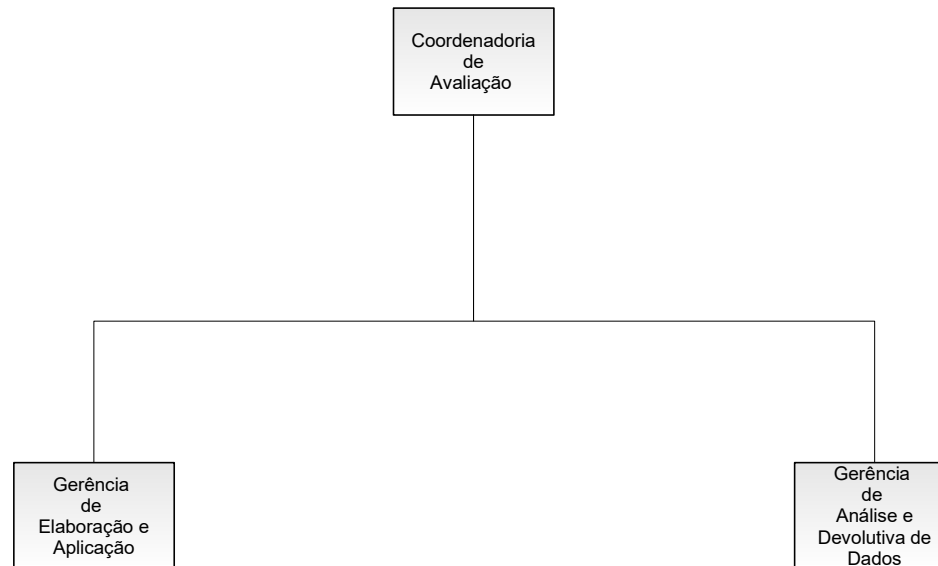 Coordenadoria
de
Avaliação
Gerência
de
Elaboração e
Aplicação
Gerência
de
Análise e
Devolutiva de
Dados